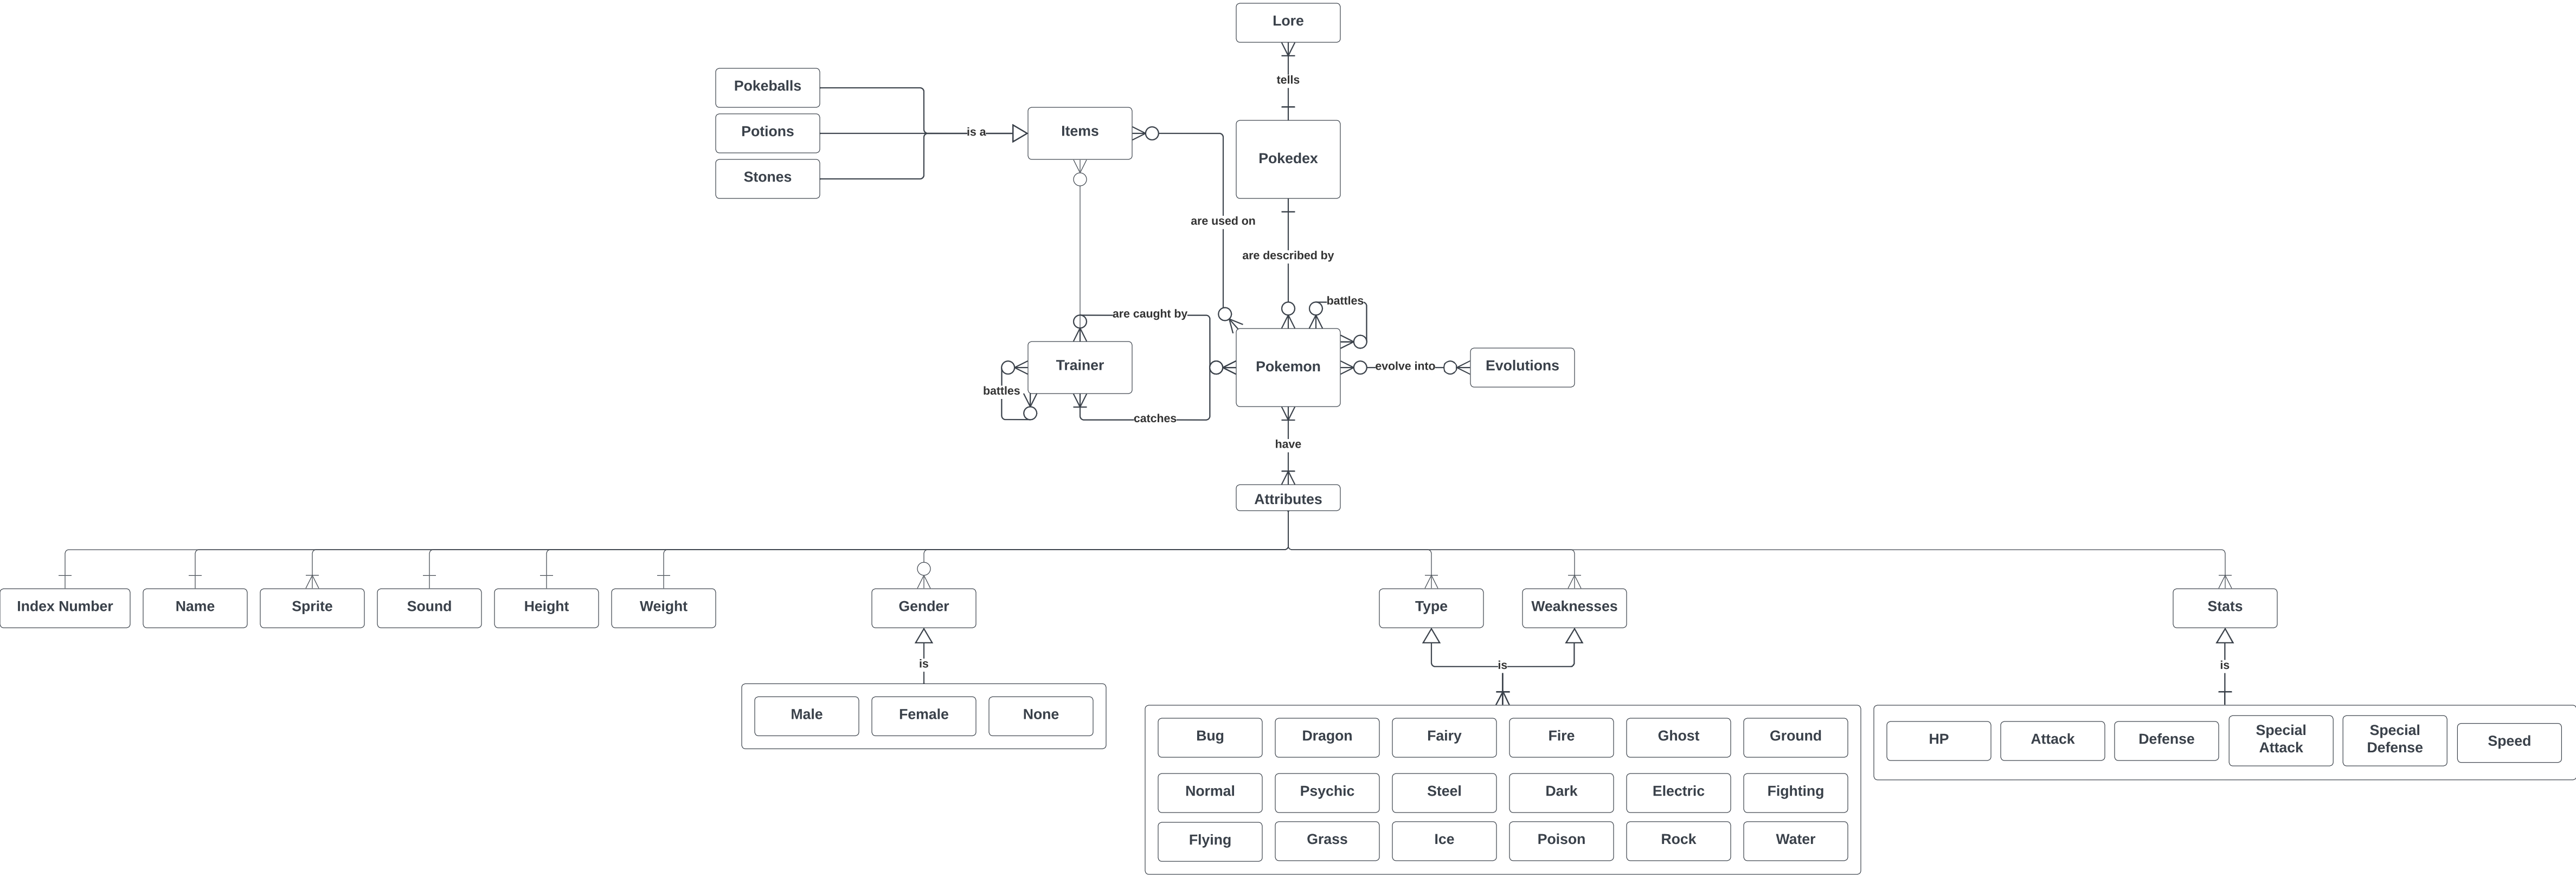 Lore
tells
Pokeballs
Potions
Stones
is a
Items
Pokedex
are used on
are described by
battles
are caught by
Trainer
Pokemon
evolve into
Evolutions
battles
catches
have
Attributes
Index Number
Name
Sprite
Sound
Height
Weight
Gender
Type
Weaknesses
Stats
is
is
is
Male
Female
None
Bug
Dragon
Fairy
Fire
Ghost
Ground
Normal
Psychic
Steel
Dark
Electric
Fighting
Flying
Grass
Ice
Poison
Rock
Water
HP
Attack
Defense
Special
Attack
Special
Defense
Speed